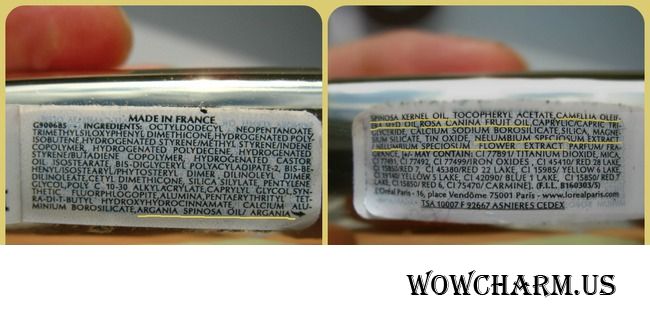 MADE IN FRANCE
G900685 - INGREDIENTS: OCTYLDODECYL NEOPENTANOATE,
TRIMETHYLSILOXYPHENYL DIMETHICONE, HYDROGENATED POLY-
ISOBUTENE, HYDROGENATED STYRENE/METHYL STYRENE/INDENE
COPOLYMER, HYDROGENATED POLYDECENE, HYDROGENATED
STYRENE/BUTADIENE COPOLYMER, HYDROGENATED CASTOR
OIL ISOSTEARATE, BIS-DIGLYCERYL POLYACYLADIPATE-2, BIS-BE-
HENYL/ISOSTEARYL/PHYTOSTERYL DIMER DILINOLEYL DIMER
DILINOLEATE, CETYL DIMETHICONE, SILICA SILYLATE, PENTYLENE
GLYCOL, POLY C 10-30 ALKYL ACRYLATE, CAPRYLYL GLYCOL, SYN-
THETIC FLUORPHLOGOPITE, ALUMINA, PENTAERYTHRITYL TET-
RA-DI-T-BUTYL HYDROXYHYDROCINNAMATE, CALCIUM ALU-
MINIUM BOROSILICATE, ARGANIA SPINOSA OIL/ ARGANIA
SPINOSA KERNEL OIL, TOCOPHERYL ACETATE, CAMELLIA OLEIF-
SEED OIL, ROSA CANINA FRUIT OIL, CAPRYLIC/CAPRIC TRI-
GLYCERIDE, CALCIUM SODIUM BOROSILICATE, SILICA, MAGNE-
SIUM SILICATE, TIN OXIDE, NELUMBIUM SPECIOSUM EXTRACT/
NELUMBIUM SPECIOSUM FLOWER EXTRACT, PARFUM/ FRA-
[+/- MAY CONTAIN: CI 77891/ TITANIUM DIOXIDE, MICA,
CI 77491, CI 77492, CI 77499/IRON OXIDES, CI 45410/ RED 28 LAKE,
CI 15850/RED 7, CI 45380/RED 22 LAKE, CI 15985/ YELLOW 6 LAKE,
CI 19140/ YELLOW 5 LAKE, CI 42090/ BLUE 1 LAKE, CI 15850/ RED 7
CI 15850/ RED 6, CI 75470/ CARMINE]. (F.I.L. B160303/5)
L'Oréal Paris - 16, place Vendôme 75001 Paris - www.lorealparis.com
TSA 10007 F 92667 ASNIERES CEDEX
WOWCHARM.US